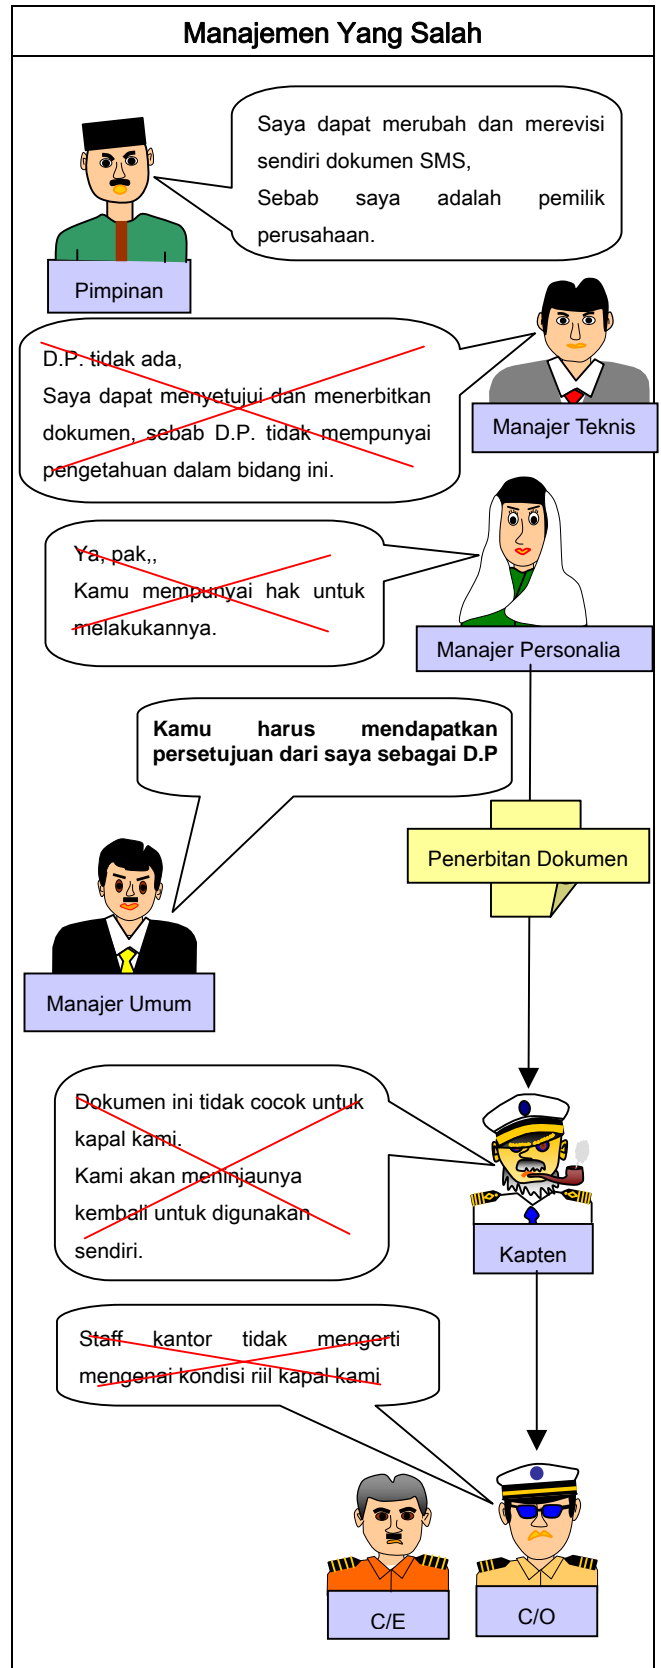 Manajemen Yang Salah
Saya dapat merubah dan merevisi
sendiri dokumen SMS,
Sebab saya adalah pemilik
perusahaan.
Pimpinan
D.P. tidak ada,
Saya dapat menyetujui dan menerbitkan
dokumen, sebab D.P. tidak mempunyai
pengetahuan dalam bidang ini.
Manajer Teknis
Ya, pak,,
Kamu mempunyai hak untuk
melakukannya.
Manajer Personalia
Kamu harus mendapatkan
persetujuan dari saya sebagai D.P
Penerbitan Dokumen
Manajer Umum
Dokumen ini tidak cocok untuk
kapal kami.
Kami akan meninjaunya
kembali untuk digunakan
sendiri.
Kapten
Staff kantor tidak mengerti
mengenai kondisi riil kapal kami
C/E
C/O